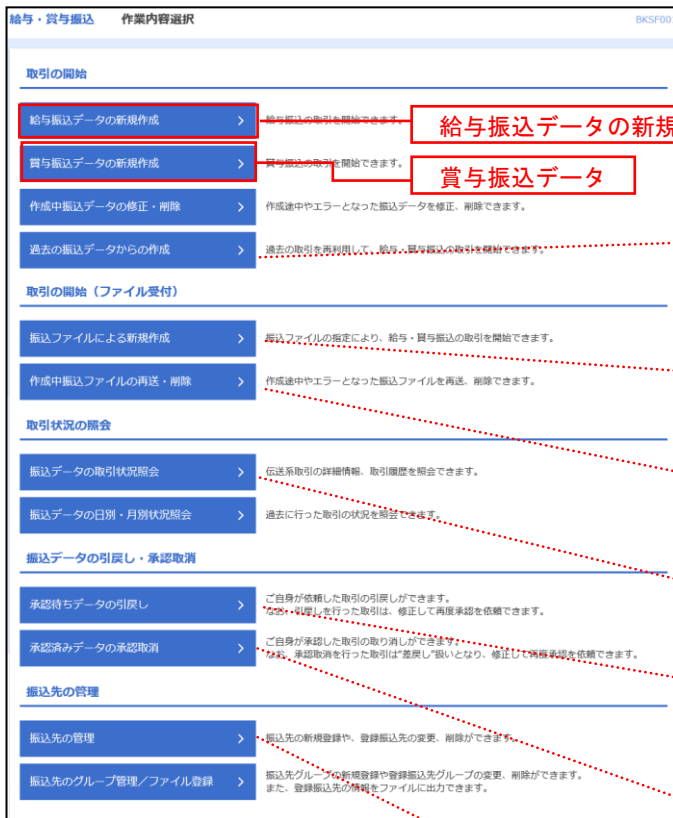 給与・賞与振込 作業内容選択 BKSF001
取引の開始
給与振込データの新規作成
給与振込の取引を開始できます。
給与振込データの新規
賞与振込データの新規作成
賞与振込の取引を開始できます。
賞与振込データ
作成中振込データの修正・削除
作成途中やエラーとなった振込データを修正、削除できます。
過去の振込データからの作成
過去の取引を再利用して、給与・賞与振込の取引を開始できます。
取引の開始（ファイル受付）
振込ファイルによる新規作成
振込ファイルの指定により、給与・賞与振込の取引を開始できます。
作成中振込ファイルの再送・削除
作成途中やエラーとなった振込ファイルを再送、削除できます。
取引状況の照会
振込データの取引状況照会
伝送系取引の詳細情報、取引履歴を照会できます。
振込データの日別・月別状況照会
過去に行った取引の状況を照会できます。
振込データの引戻し・承認取消
承認待ちデータの引戻し
ご自身が依頼した取引の引戻しができます。
なお、引戻しを行った取引は、修正して再度承認を依頼できます。
承認済みデータの承認取消
ご自身が承認した取引の取り消しができます。
なお、承認取消を行った取引は"差戻し"扱いとなり、修正して再度承認を依頼できます。
振込先の管理
振込先の管理
振込先の新規登録や、登録振込先の変更、削除ができます。
振込先のグループ管理／ファイル登録
振込先グループの新規登録や登録振込先グループの変更、削除ができます。
また、登録振込先の情報をファイルに出力できます。